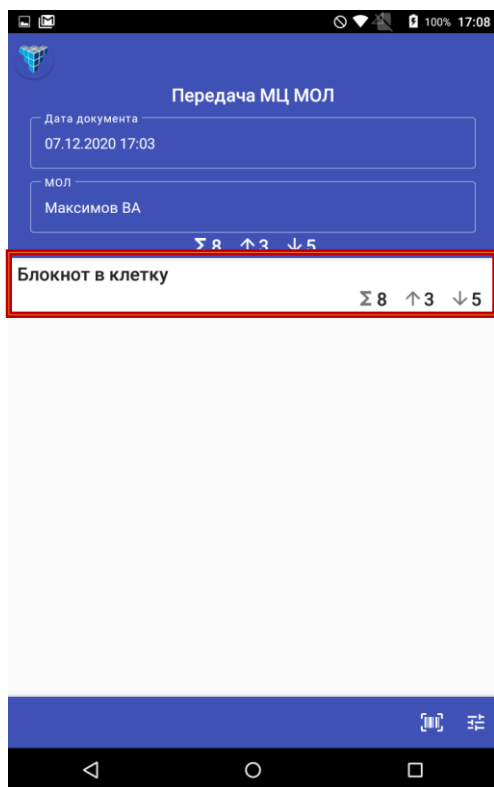 100% 17:08
Передача МЦ МОЛ
Дата документа
07.12.2020 17:03
МОЛ
Максимов ВА
Σ 8 ↑ 3 ↓ 5
Блокнот в клетку
Σ 8 ↑ 3 ↓ 5